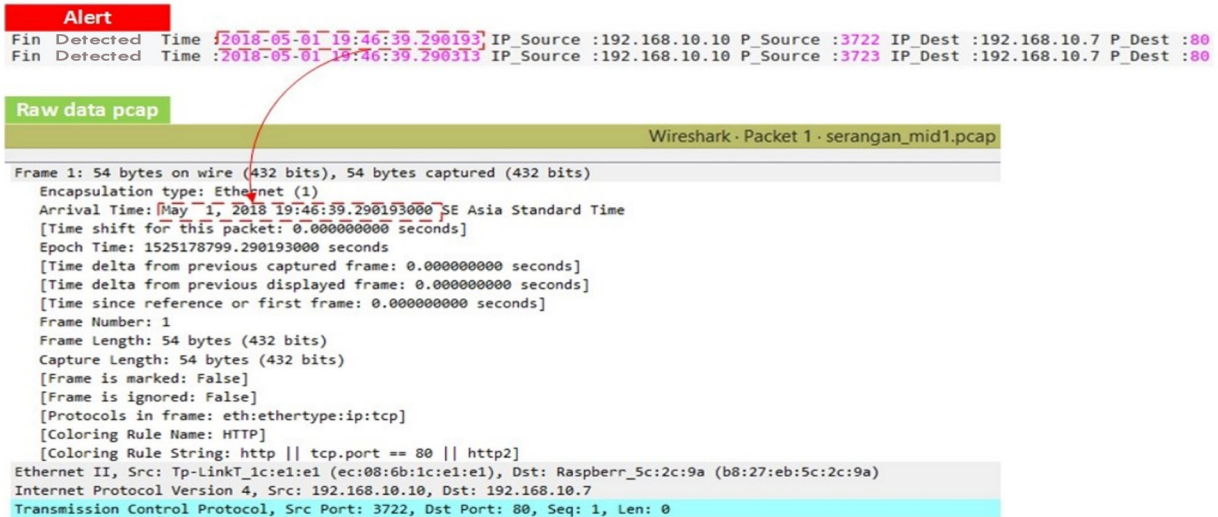 Alert
Fin Detected Time :2018-05-01 19:46:39.290193 IP_Source :192.168.10.10 P_Source :3722 IP_Dest :192.168.10.7 P_Dest :80
Fin Detected Time :2018-05-01 19:46:39.290313 IP_Source :192.168.10.10 P_Source :3723 IP_Dest :192.168.10.7 P_Dest :80
Raw data pcap
Wireshark · Packet 1 · serangan_mid1.pcap
Frame 1: 54 bytes on wire (432 bits), 54 bytes captured (432 bits)
Encapsulation type: Ethernet (1)
Arrival Time: May 1, 2018 19:46:39.290193000 SE Asia Standard Time
[Time shift for this packet: 0.000000000 seconds]
Epoch Time: 1525178799.290193000 seconds
[Time delta from previous captured frame: 0.000000000 seconds]
[Time delta from previous displayed frame: 0.000000000 seconds]
[Time since reference or first frame: 0.000000000 seconds]
Frame Number: 1
Frame Length: 54 bytes (432 bits)
Capture Length: 54 bytes (432 bits)
[Frame is marked: False]
[Frame is ignored: False]
[Protocols in frame: eth:ethertype:ip:tcp]
[Coloring Rule Name: HTTP]
[Coloring Rule String: http || tcp.port == 80 || http2]
Ethernet II, Src: Tp-LinkT_1c:e1:e1 (ec:08:6b:1c:e1:e1), Dst: Raspberr_5c:2c:9a (b8:27:eb:5c:2c:9a)
Internet Protocol Version 4, Src: 192.168.10.10, Dst: 192.168.10.7
Transmission Control Protocol, Src Port: 3722, Dst Port: 80, Seq: 1, Len: 0